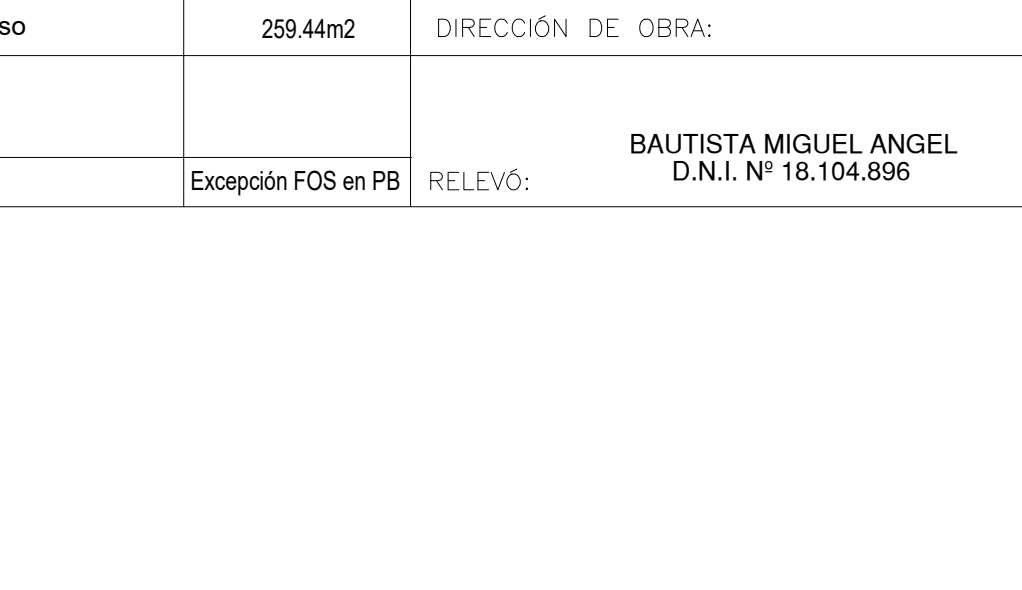 SO
259.44m2
DIRECCIÓN DE OBRA:
BAUTISTA MIGUEL ANGEL
D.N.I. Nº 18.104.896
Excepción FOS en PB
RELEVÓ: